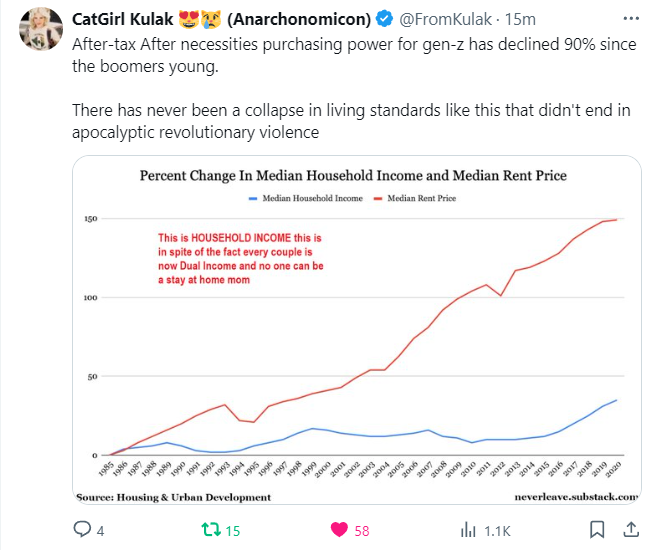 CatGirl Kulak 😻😿 (Anarchonomicon) @FromKulak · 15m
After-tax After necessities purchasing power for gen-z has declined 90% since
the boomers young.
There has never been a collapse in living standards like this that didn't end in
apocalyptic revolutionary violence
Percent Change In Median Household Income and Median Rent Price
Median Household Income Median Rent Price
150
This is HOUSEHOLD INCOME this is
in spite of the fact every couple is
now Dual Income and no one can be
a stay at home mom
100
50
0
1985 1986 1987 1988 1989 1990 1991 1992 1993 1994 1995 1996 1997 1998 1999 2000 2001 2002 2003 2004 2005 2006 2007 2008 2009 2010 2011 2012 2013 2014 2015 2016 2017 2018 2019 2020
Source: Housing & Urban Development neverleave.substack.com
4 15 58 1.1K